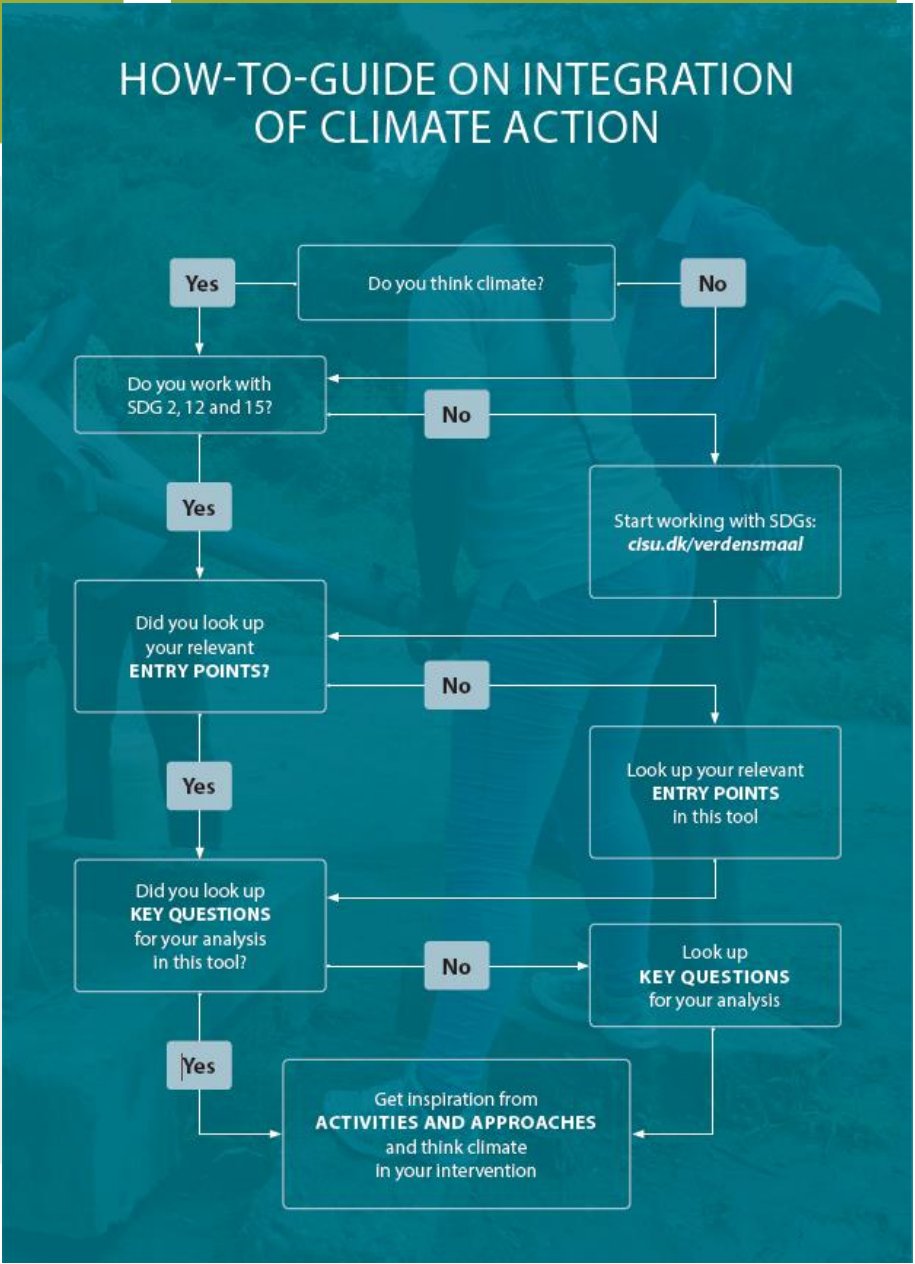 HOW-TO-GUIDE ON INTEGRATION
OF CLIMATE ACTION
Yes
Do you think climate?
No
Do you work with
SDG 2, 12 and 15?
No
Yes
Start working with SDGs:
cisu.dk/verdensmaal
Did you look up
your relevant
ENTRY POINTS?
No
Yes
Look up your relevant
ENTRY POINTS
in this tool
Did you look up
KEY QUESTIONS
for your analysis
in this tool?
No
Look up
KEY QUESTIONS
for your analysis
Yes
Get inspiration from
ACTIVITIES AND APPROACHES
and think climate
in your intervention